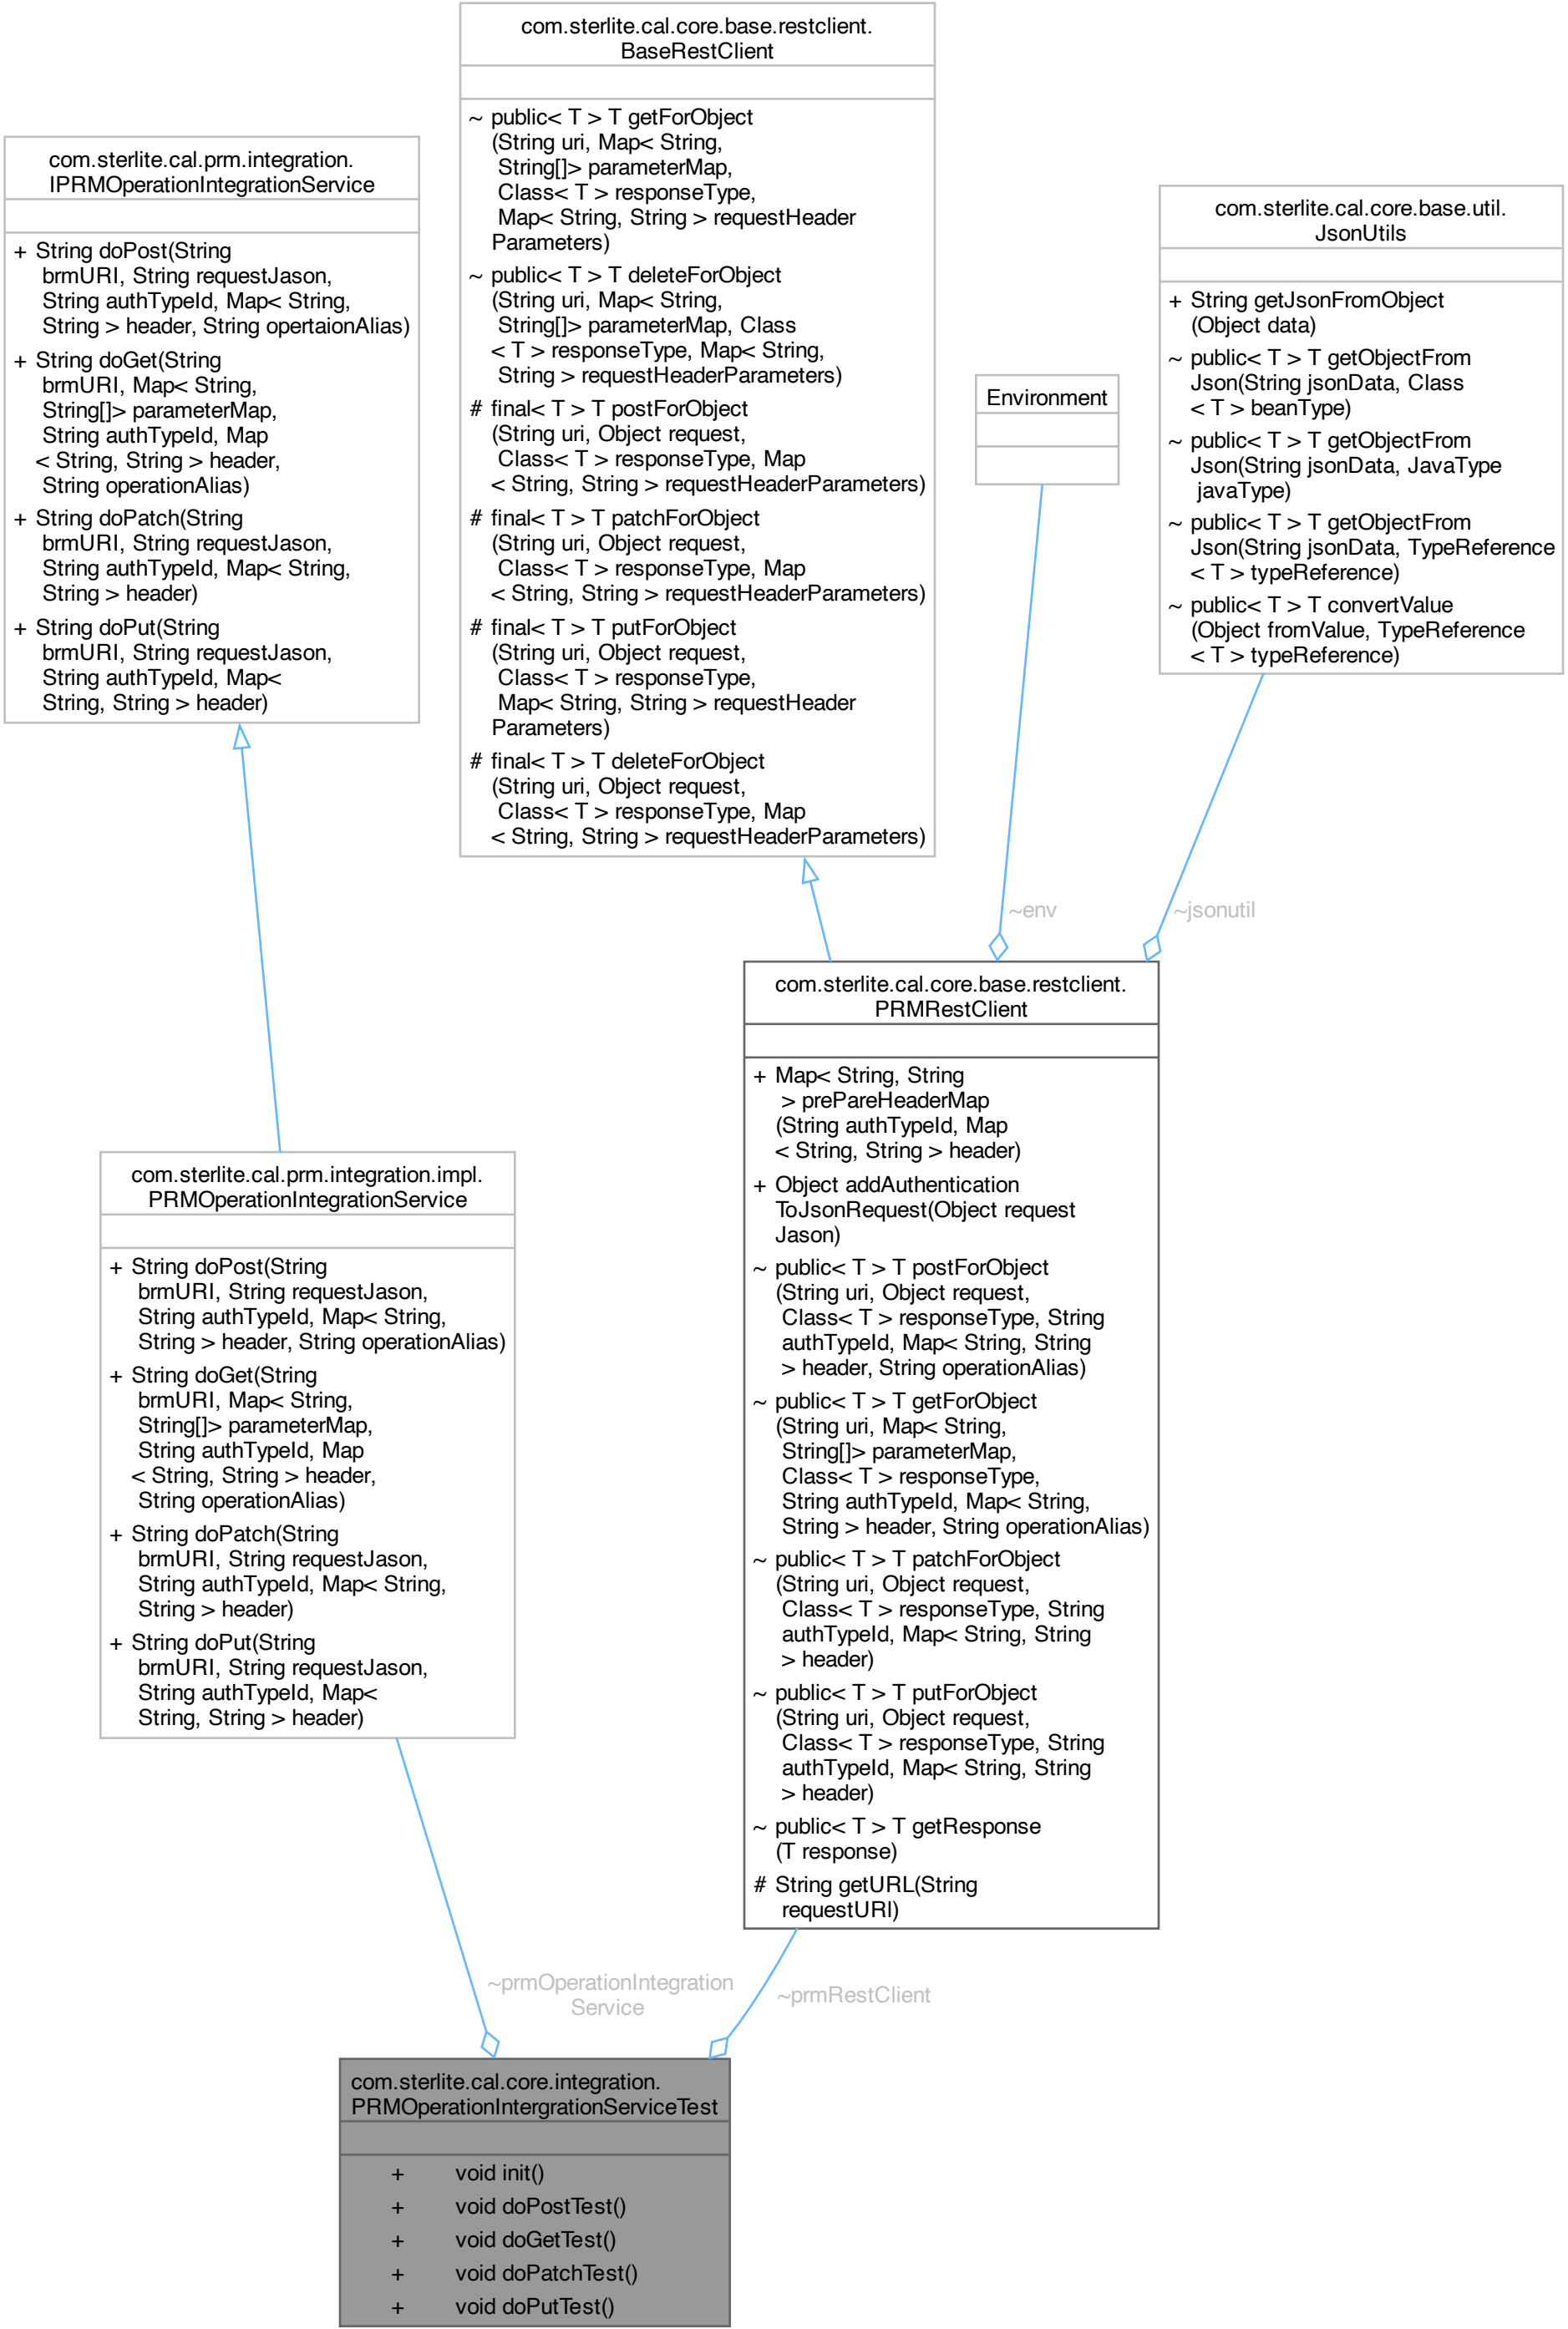 com.sterlite.cal.core.base.restclient.
BaseRestClient
~ public< T > T getForObject
(String uri, Map< String,
String[]> parameterMap,
Class< T > responseType,
Map< String, String > requestHeader
Parameters)
~ public< T > T deleteForObject
(String uri, Map< String,
String[]> parameterMap, Class
< T > responseType, Map< String,
String > requestHeaderParameters)
# final< T > T postForObject
(String uri, Object request,
Class< T > responseType, Map
< String, String > requestHeaderParameters)
# final< T > T patchForObject
(String uri, Object request,
Class< T > responseType, Map
< String, String > requestHeaderParameters)
# final< T > T putForObject
(String uri, Object request,
Class< T > responseType,
Map< String, String > requestHeader
Parameters)
# final< T > T deleteForObject
(String uri, Object request,
Class< T > responseType, Map
< String, String > requestHeaderParameters)
com.sterlite.cal.prm.integration.
IPRMOperationIntegrationService
+ String doPost(String
brmURI, String requestJason,
String authTypeId, Map< String,
String > header, String opertaionAlias)
+ String doGet(String
brmURI, Map< String,
String[]> parameterMap,
String authTypeId, Map
< String, String > header,
String operationAlias)
+ String doPatch(String
brmURI, String requestJason,
String authTypeId, Map< String,
String > header)
+ String doPut(String
brmURI, String requestJason,
String authTypeId, Map<
String, String > header)
com.sterlite.cal.core.base.util.
JsonUtils
+ String getJsonFromObject
(Object data)
~ public< T > T getObjectFrom
Json(String jsonData, Class
< T > beanType)
~ public< T > T getObjectFrom
Json(String jsonData, JavaType
javaType)
~ public< T > T getObjectFrom
Json(String jsonData, TypeReference
< T > typeReference)
~ public< T > T convertValue
(Object fromValue, TypeReference
< T > typeReference)
Environment
~env
~jsonutil
com.sterlite.cal.core.base.restclient.
PRMRestClient
+ Map< String, String
> prePareHeaderMap
(String authTypeId, Map
< String, String > header)
+ Object addAuthentication
ToJsonRequest(Object request
Jason)
~ public< T > T postForObject
(String uri, Object request,
Class< T > responseType, String
authTypeId, Map< String, String
> header, String operationAlias)
~ public< T > T getForObject
(String uri, Map< String,
String[]> parameterMap,
Class< T > responseType,
String authTypeId, Map< String,
String > header, String operationAlias)
~ public< T > T patchForObject
(String uri, Object request,
Class< T > responseType, String
authTypeId, Map< String, String
> header)
~ public< T > T putForObject
(String uri, Object request,
Class< T > responseType, String
authTypeId, Map< String, String
> header)
~ public< T > T getResponse
(T response)
# String getURL(String
requestURI)
com.sterlite.cal.prm.integration.impl.
PRMOperationIntegrationService
+ String doPost(String
brmURI, String requestJason,
String authTypeId, Map< String,
String > header, String operationAlias)
+ String doGet(String
brmURI, Map< String,
String[]> parameterMap,
String authTypeId, Map
< String, String > header,
String operationAlias)
+ String doPatch(String
brmURI, String requestJason,
String authTypeId, Map< String,
String > header)
+ String doPut(String
brmURI, String requestJason,
String authTypeId, Map<
String, String > header)
~prmOperationIntegration
Service
~prmRestClient
com.sterlite.cal.core.integration.
PRMOperationIntergrationServiceTest
+ void init()
+ void doPostTest()
+ void doGetTest()
+ void doPatchTest()
+ void doPutTest()